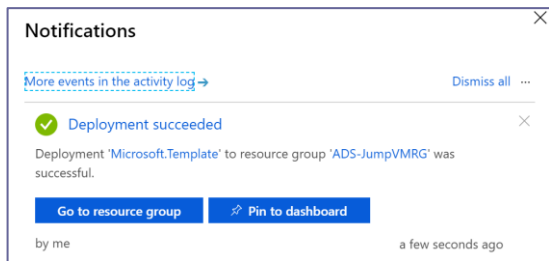 Notifications
More events in the activity log → Dismiss all ...
Deployment succeeded
Deployment 'Microsoft.Template' to resource group 'ADS-JumpVMRG' was
successful.
Go to resource group Pin to dashboard
by me a few seconds ago